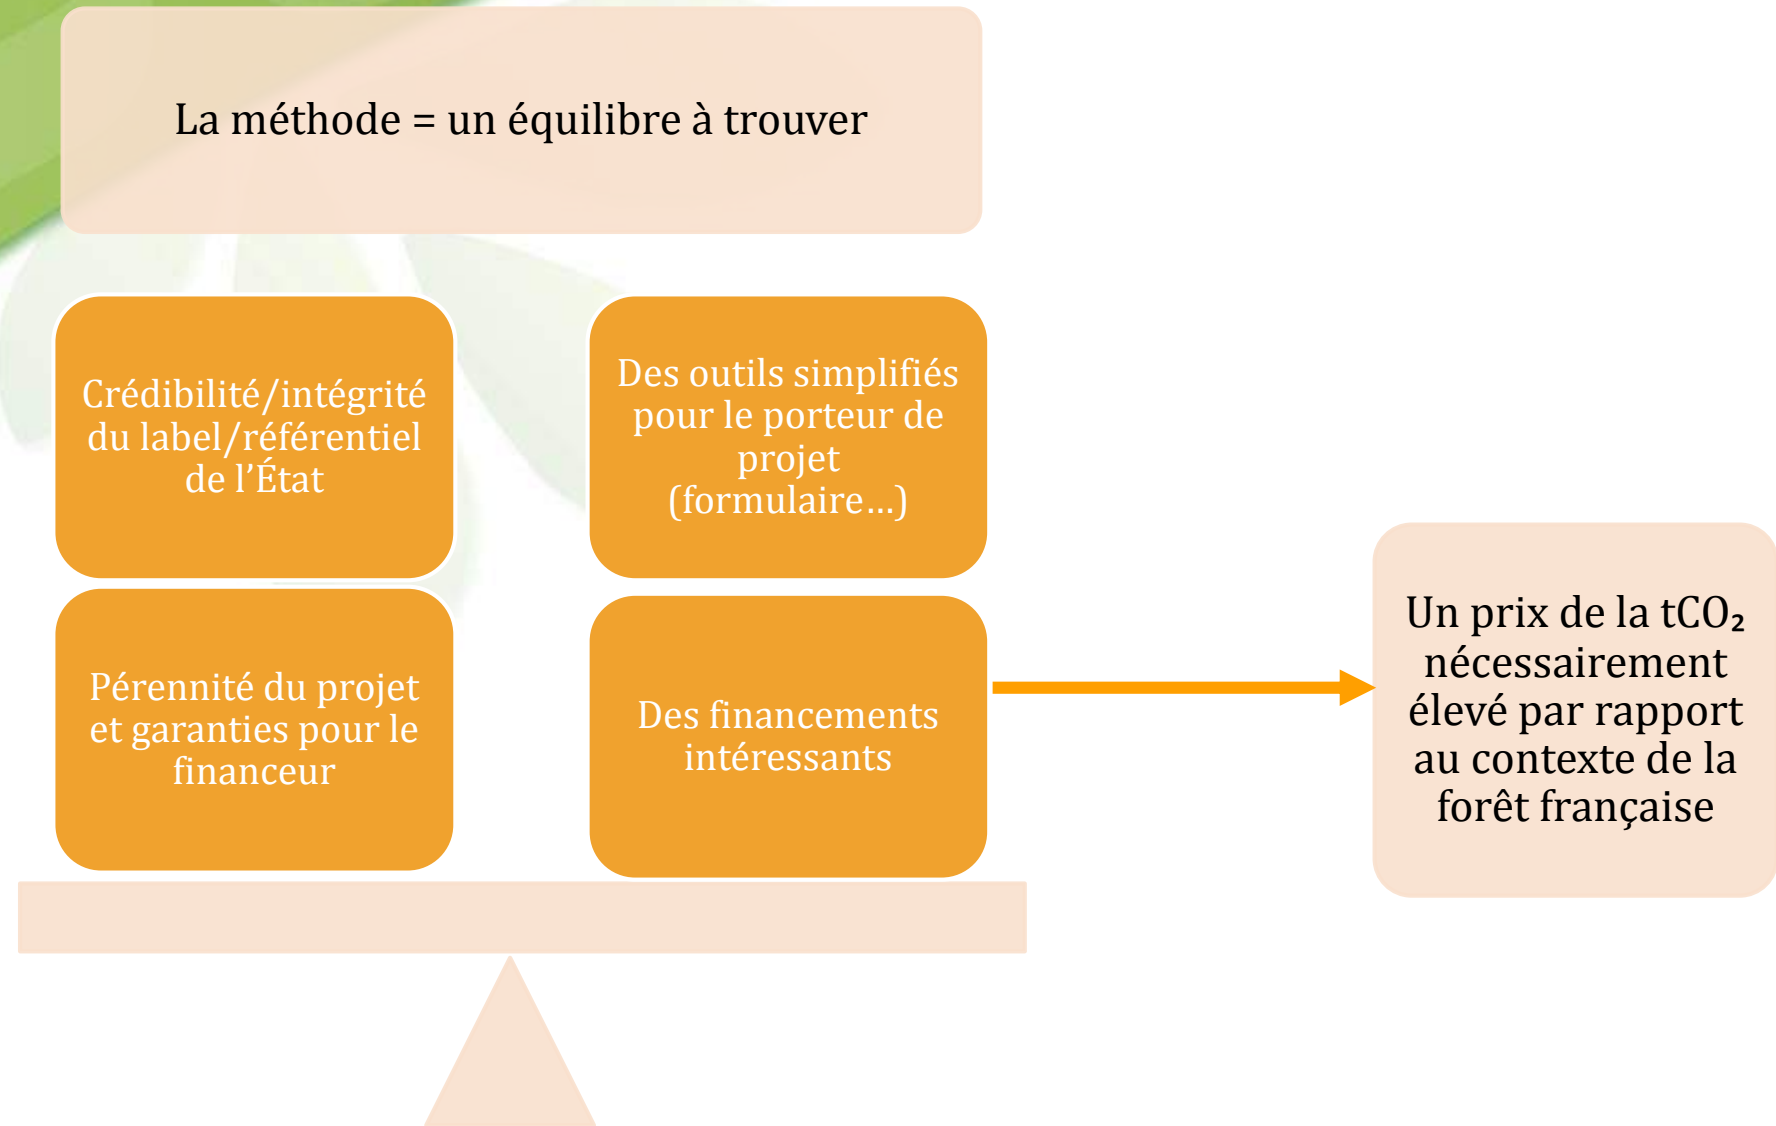 La méthode = un équilibre à trouver
Crédibilité/intégrité
du label/référentiel
de l’État
Des outils simplifiés
pour le porteur de
projet
(formulaire…)
Pérennité du projet
et garanties pour le
financeur
Des financements
intéressants
Un prix de la tCO₂
nécessairement
élevé par rapport
au contexte de la
forêt française